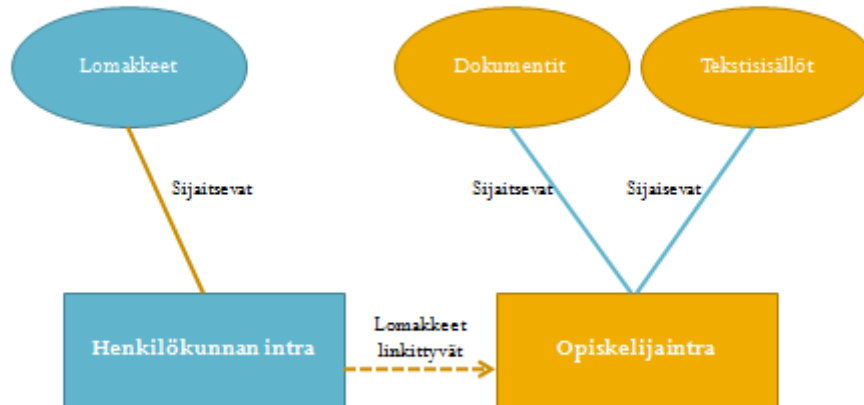 Lomakkeet
Dokumentit
Tekstisisällöt
Sijaitsevat
Sijaitsevat
Sijaisevat
Henkilökunnan intra
Lomakkeet
linkittyvät
Opiskelijaintra